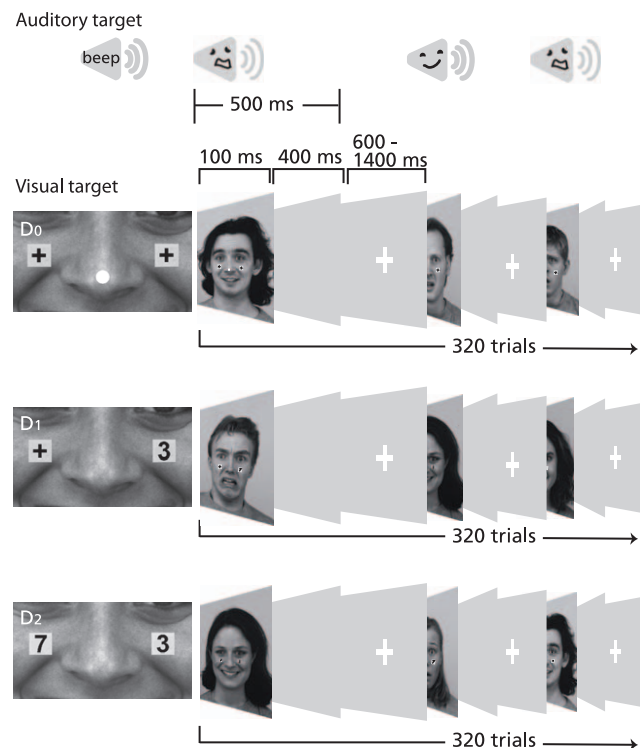 Auditory target
beep
500 ms
600 -
100 ms 400 ms 1400 ms
Visual target
D0
+ +
320 trials
D1
+ 3
320 trials
D2
7 3
320 trials